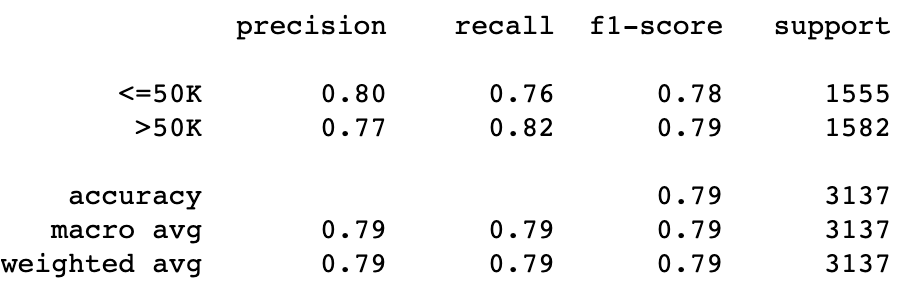 precision recall f1-score support
<=50K 0.80 0.76 0.78 1555
>50K 0.77 0.82 0.79 1582
accuracy 0.79 3137
macro avg 0.79 0.79 0.79 3137
weighted avg 0.79 0.79 0.79 3137